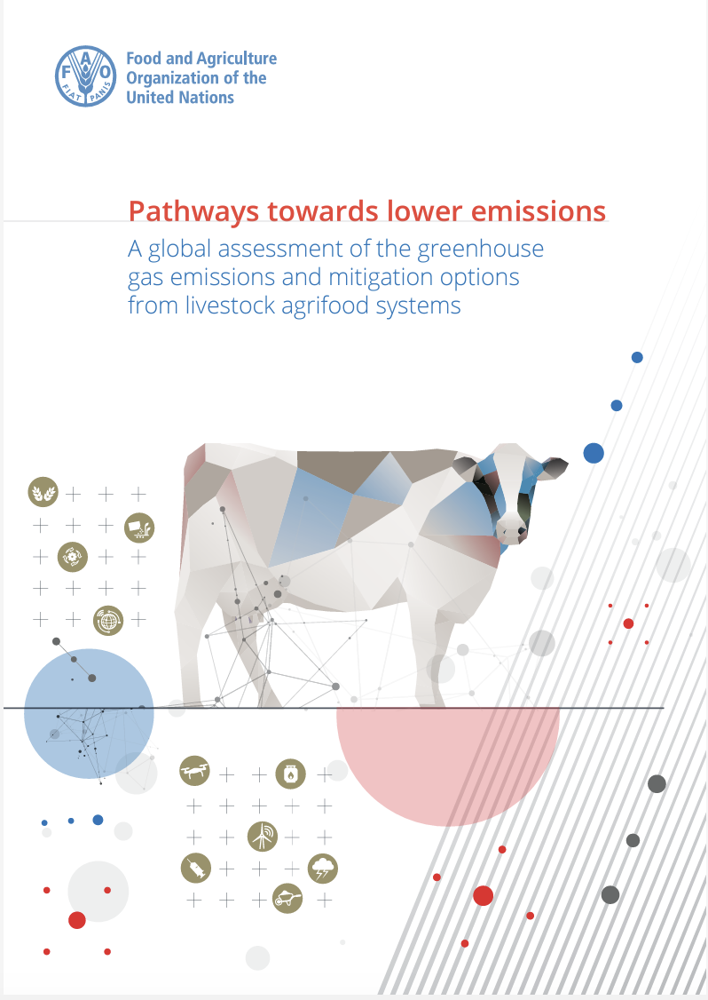 F A O
FIAT PANIS
Food and Agriculture
Organization of the
United Nations
Pathways towards lower emissions
A global assessment of the greenhouse
gas emissions and mitigation options
from livestock agrifood systems